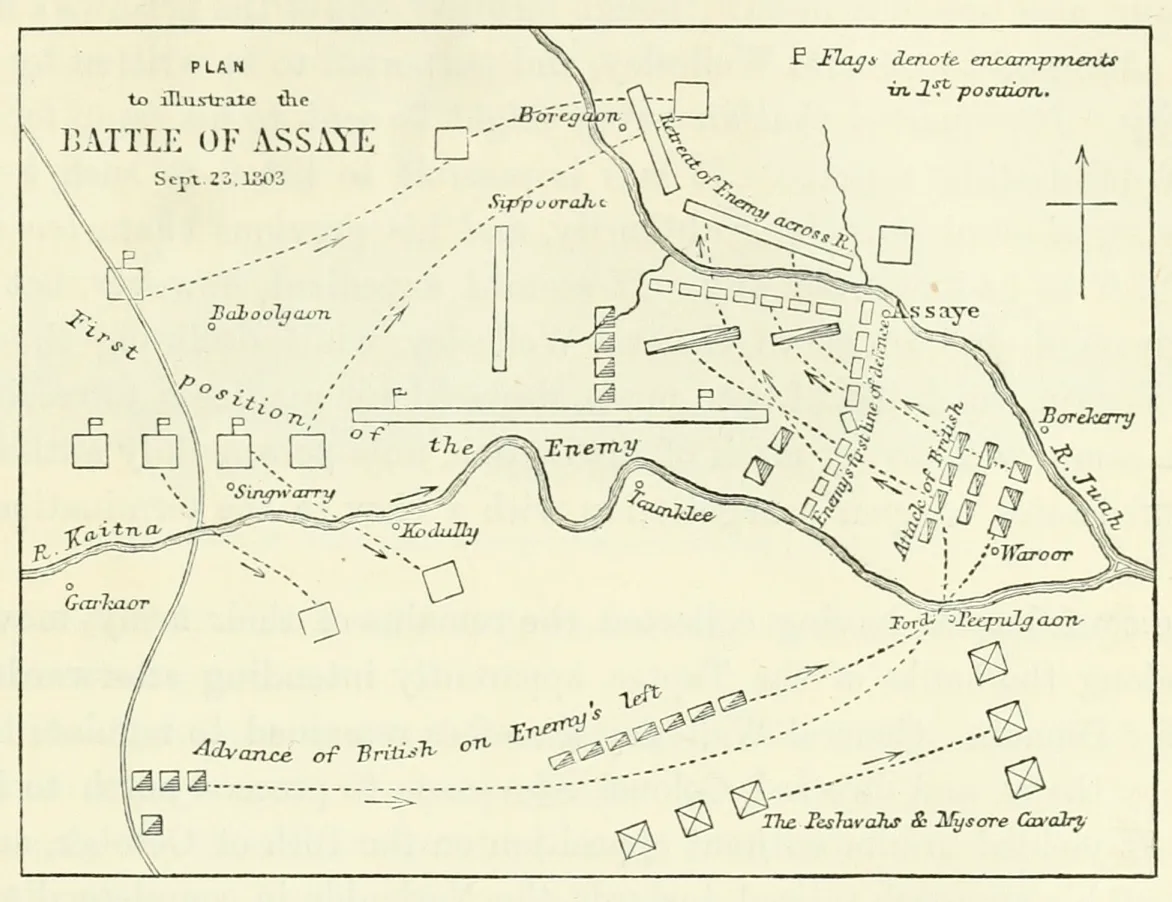 PLAN
to illustrate the
BATTLE OF ASSAYE
Sept. 23, 1803
Flags denote encampments
in 1st position.
Boregaon
Retreat of Enemy across R.
Sippoorah
Assaye
Baboolgaon
First position of the Enemy
Enemy's last line of defence
Attack of British
Borekerry
R. Juah
Singwarry
Kodully
Taunklee
Waroor
R. Kaitna
Garkaor
Ford
Peepulgaon
Advance of British on Enemy's left
The Peshwahs & Mysore Cavalry